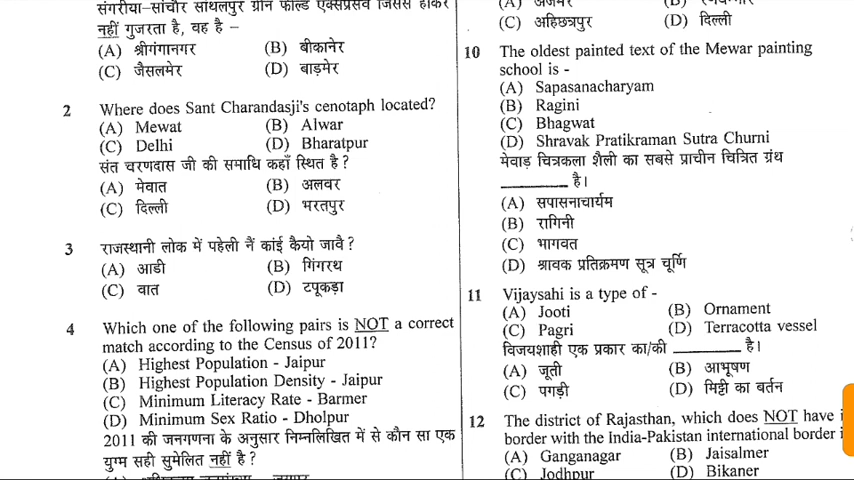 संगरीया-सांचौर सांथलपुर ग्रीन फील्ड एक्सप्रेसवे जिससे होकर
नहीं गुजरता है, वह है –
(A) श्रीगंगानगर (B) बीकानेर
(C) जैसलमेर (D) बाड़मेर
2 Where does Sant Charandasji's cenotaph located?
(A) Mewat (B) Alwar
(C) Delhi (D) Bharatpur
संत चरणदास जी की समाधि कहाँ स्थित है ?
(A) मेवात (B) अलवर
(C) दिल्ली (D) भरतपुर
3 राजस्थानी लोक में पहेली नैं कांई कैयो जावै ?
(A) आडी (B) गिंगरथ
(C) वात (D) टपूकड़ा
4 Which one of the following pairs is NOT a correct
match according to the Census of 2011?
(A) Highest Population - Jaipur
(B) Highest Population Density - Jaipur
(C) Minimum Literacy Rate - Barmer
(D) Minimum Sex Ratio - Dholpur
2011 की जनगणना के अनुसार निम्नलिखित में से कौन सा एक
युग्म सही सुमेलित नहीं है ?
(A) अजमेर (B)
(C) अहिछत्रपुर (D) दिल्ली
10 The oldest painted text of the Mewar painting
school is -
(A) Sapasanacharyam
(B) Ragini
(C) Bhagwat
(D) Shravak Pratikraman Sutra Churni
मेवाड़ चित्रकला शैली का सबसे प्राचीन चित्रित ग्रंथ
________ है।
(A) सपासनाचार्यम
(B) रागिनी
(C) भागवत
(D) श्रावक प्रतिक्रमण सूत्र चूर्णि
11 Vijaysahi is a type of -
(A) Jooti (B) Ornament
(C) Pagri (D) Terracotta vessel
विजयशाही एक प्रकार का/की ________ है।
(A) जूती (B) आभूषण
(C) पगड़ी (D) मिट्टी का बर्तन
12 The district of Rajasthan, which does NOT have
border with the India-Pakistan international border
(A) Ganganagar (B) Jaisalmer
(C) Jodhpur (D) Bikaner